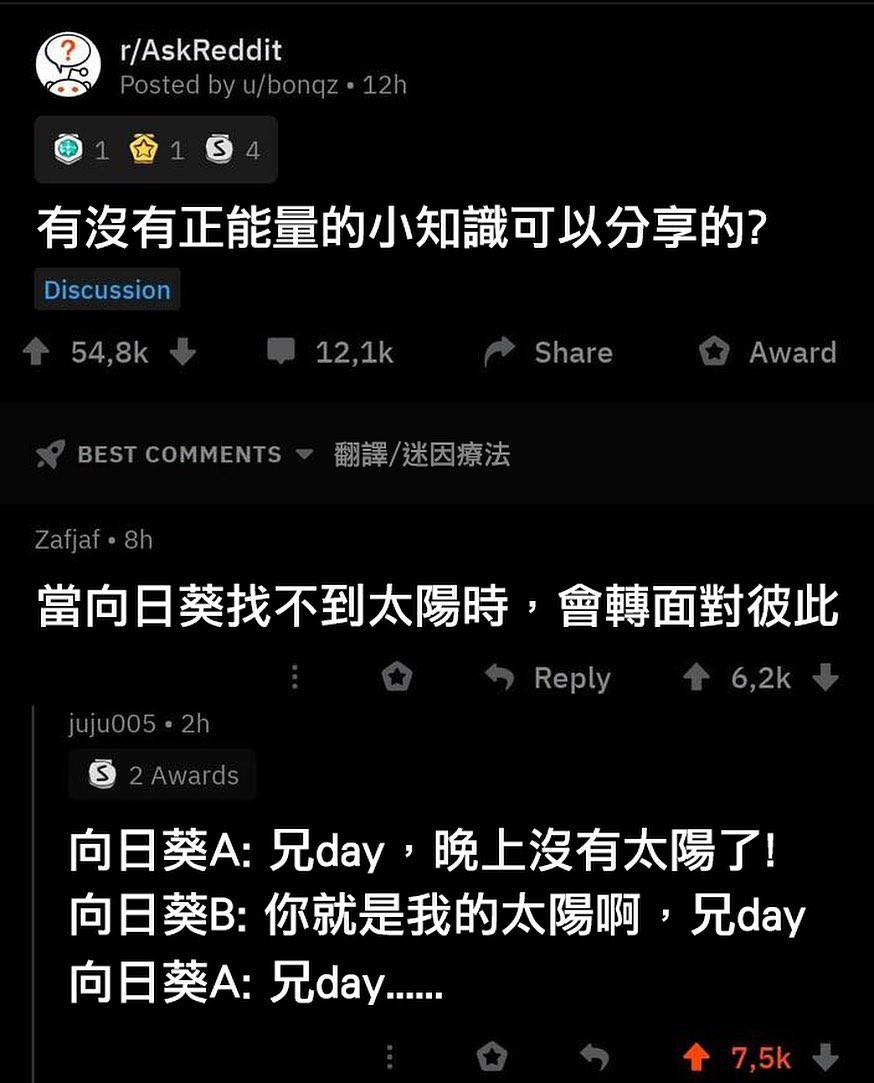 r/AskReddit
Posted by u/bonqz • 12h
1 1 S 4
有沒有正能量的小知識可以分享的?
Discussion
54,8k 12,1k Share Award
BEST COMMENTS 翻譯/迷因療法
Zafjaf • 8h
當向日葵找不到太陽時，會轉面對彼此
Reply 6,2k
juju005 • 2h
S 2 Awards
向日葵A: 兄day，晚上沒有太陽了!
向日葵B: 你就是我的太陽啊，兄day
向日葵A: 兄day......
7,5k